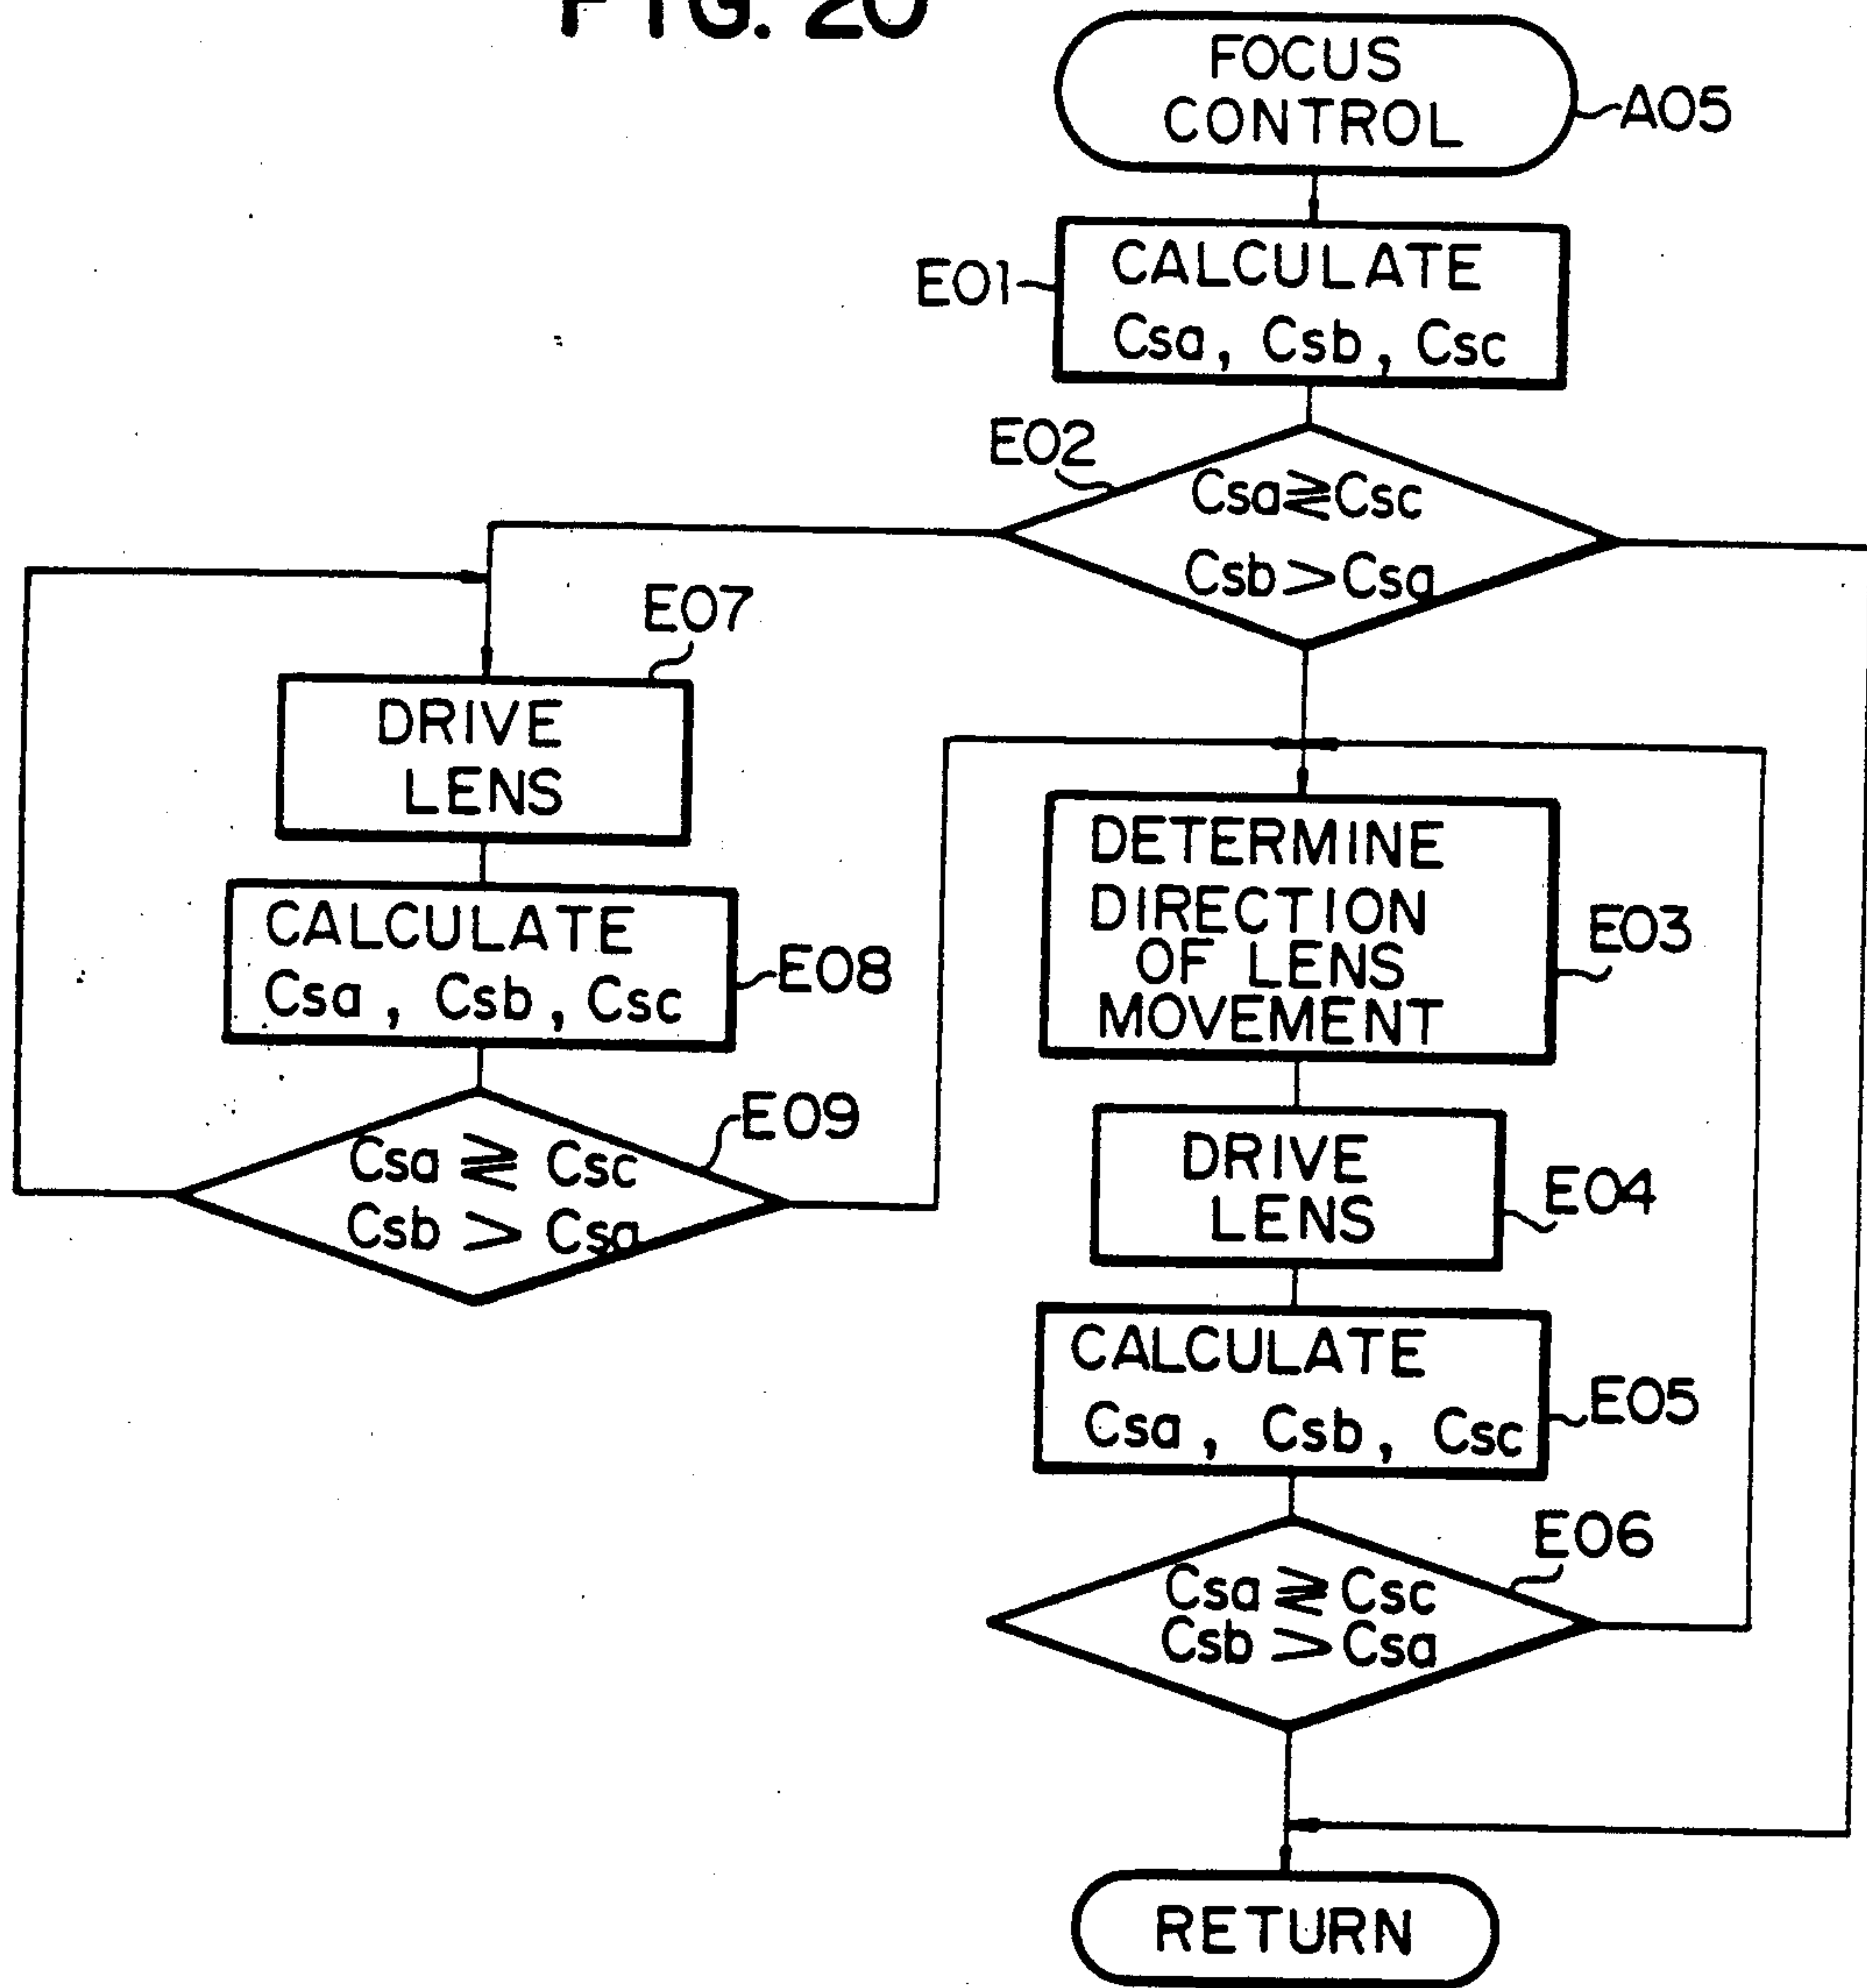 FIG. 20
FOCUS
CONTROL
A05
E01
CALCULATE
Csa, Csb, Csc
E02
Csa≧Csc
Csb>Csa
E07
DRIVE
LENS
CALCULATE
Csa, Csb, Csc
E08
E09
Csa ≧ Csc
Csb > Csa
DETERMINE
DIRECTION
OF LENS
MOVEMENT
E03
DRIVE
LENS
E04
CALCULATE
Csa, Csb, Csc
E05
E06
Csa ≧ Csc
Csb > Csa
RETURN